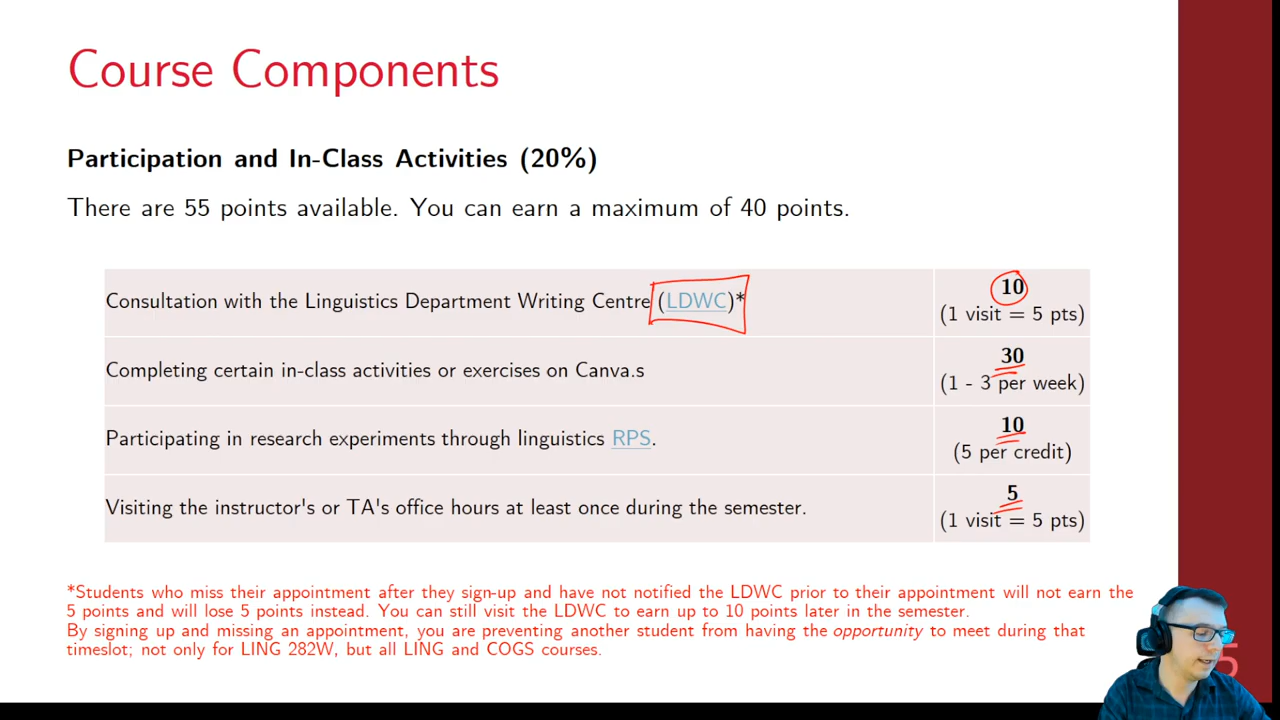 Course Components
Participation and In-Class Activities (20%)
There are 55 points available. You can earn a maximum of 40 points.
Consultation with the Linguistics Department Writing Centre (LDWC)*
10
(1 visit = 5 pts)
Completing certain in-class activities or exercises on Canva.s
30
(1 - 3 per week)
Participating in research experiments through linguistics RPS.
10
(5 per credit)
Visiting the instructor's or TA's office hours at least once during the semester.
5
(1 visit = 5 pts)
*Students who miss their appointment after they sign-up and have not notified the LDWC prior to their appointment will not earn the
5 points and will lose 5 points instead. You can still visit the LDWC to earn up to 10 points later in the semester.
By signing up and missing an appointment, you are preventing another student from having the opportunity to meet during that
timeslot; not only for LING 282W, but all LING and COGS courses.